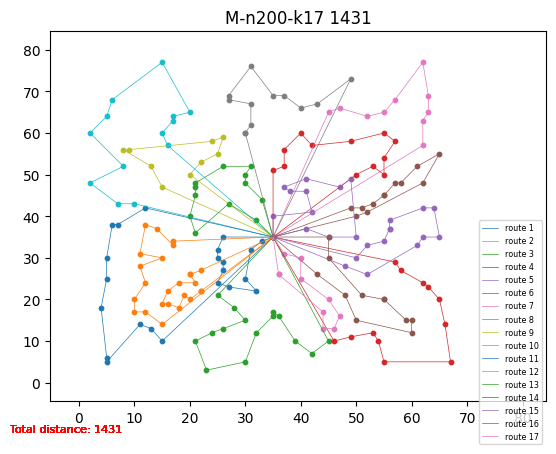 M-n200-k17 1431
80
70
60
50
40
30
20
10
0
0
10
20
30
40
50
60
70
route 1
route 2
route 3
route 4
route 5
route 6
route 7
route 8
route 9
route 10
route 11
route 12
route 13
route 14
route 15
route 16
route 17
Total distance: 1431